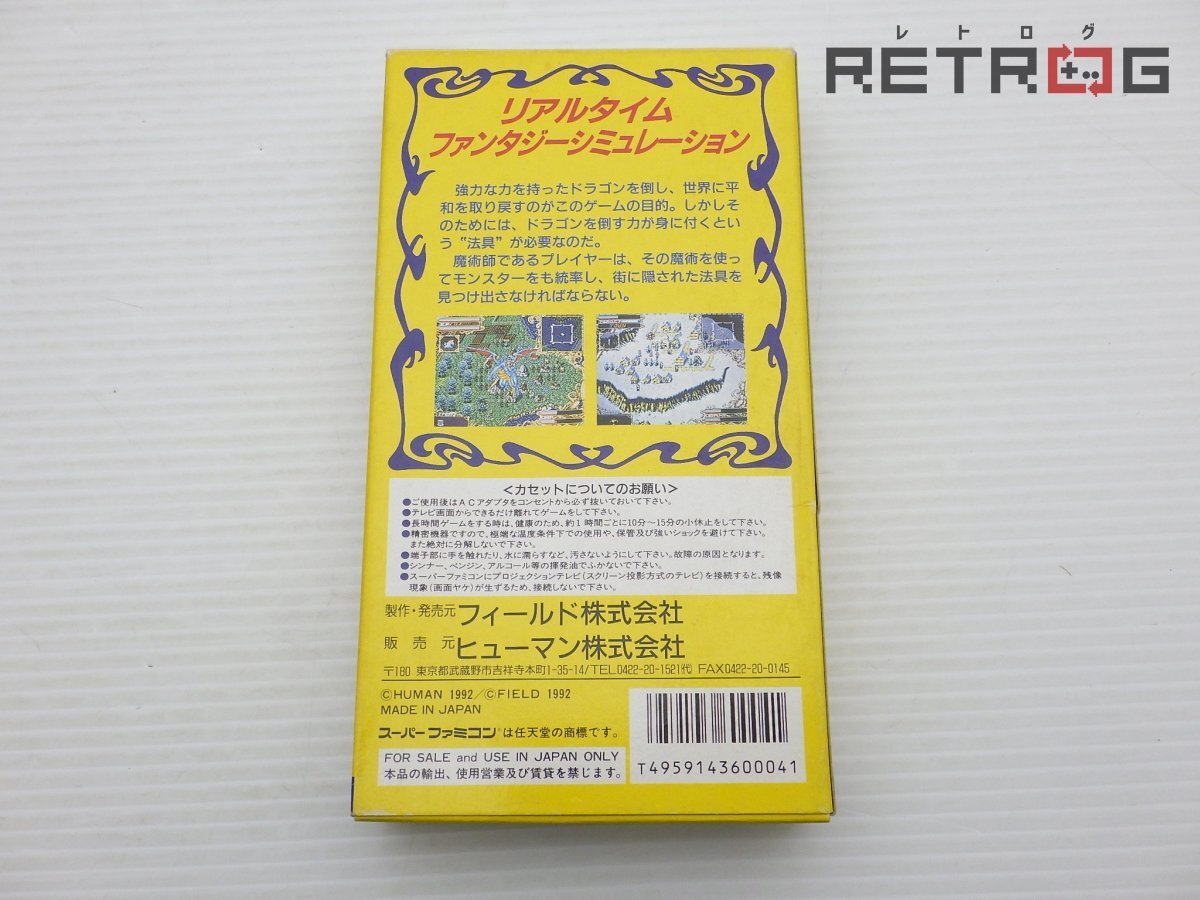 レトログ
RETROG
リアルタイム
ファンタジーシミュレーション
強力な力を持ったドラゴンを倒し、世界に平
和を取り戻すのがこのゲームの目的。しかしそ
のためには、ドラゴンを倒す力が身に付くとい
う“法具”が必要なのだ。
魔術師であるプレイヤーは、その魔術を使っ
てモンスターをも統率し、街に隠された法具を
見つけ出さなければならない。
<カセットについてのお願い>
●ご使用後はACアダプタをコンセントから必ず抜いておいて下さい。
●テレビ画面からできるだけ離れてゲームをして下さい。
●長時間ゲームをする時は、健康のため、約1時間ごとに10分~15分の小休止をして下さい。
●精密機器ですので、極端な温度条件下での使用や、保管及び強いショックを避けて下さい。
また絶対に分解しないで下さい。
●端子部に手を触れたり、水に濡らすなど、汚さないようにして下さい。故障の原因となります。
●シンナー、ベンジン、アルコール等の揮発油でふかないで下さい。
●スーパーファミコンにプロジェクションテレビ(スクリーン投影方式のテレビ)を接続すると、残像
現象(画面ヤケ)が生ずるため、接続しないで下さい。
製作・発売元 フィールド株式会社
販売元 ヒューマン株式会社
〒180 東京都武蔵野市吉祥寺本町1-35-14/TEL0422-20-1521(代) FAX0422-20-0145
©HUMAN 1992/©FIELD 1992
MADE IN JAPAN
スーパーファミコン®は任天堂の商標です。
FOR SALE and USE IN JAPAN ONLY
本品の輸出、使用営業及び賃貸を禁じます。
T4959143600041